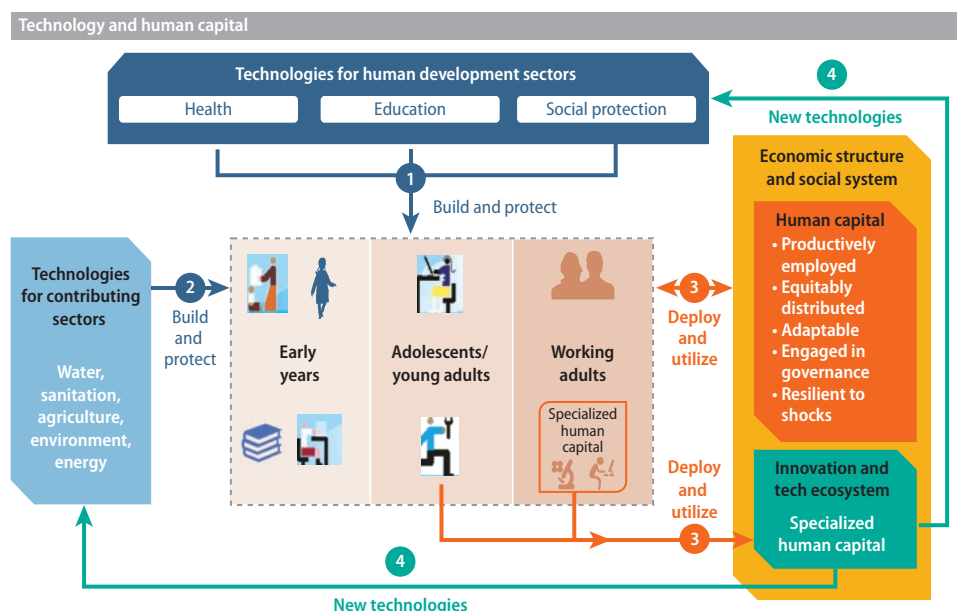 Technology and human capital
Technologies for human development sectors
Health
Education
Social protection
4
New technologies
1
Build and protect
Technologies
for contributing
sectors
Water,
sanitation,
agriculture,
environment,
energy
2
Build
and
protect
Early
years
Adolescents/
young adults
Working
adults
Specialized
human
capital
3
Deploy
and
utilize
Economic structure
and social system
Human capital
• Productively
employed
• Equitably
distributed
• Adaptable
• Engaged in
governance
• Resilient to
shocks
Deploy
and
utilize
3
Innovation and
tech ecosystem
Specialized
human capital
4
New technologies